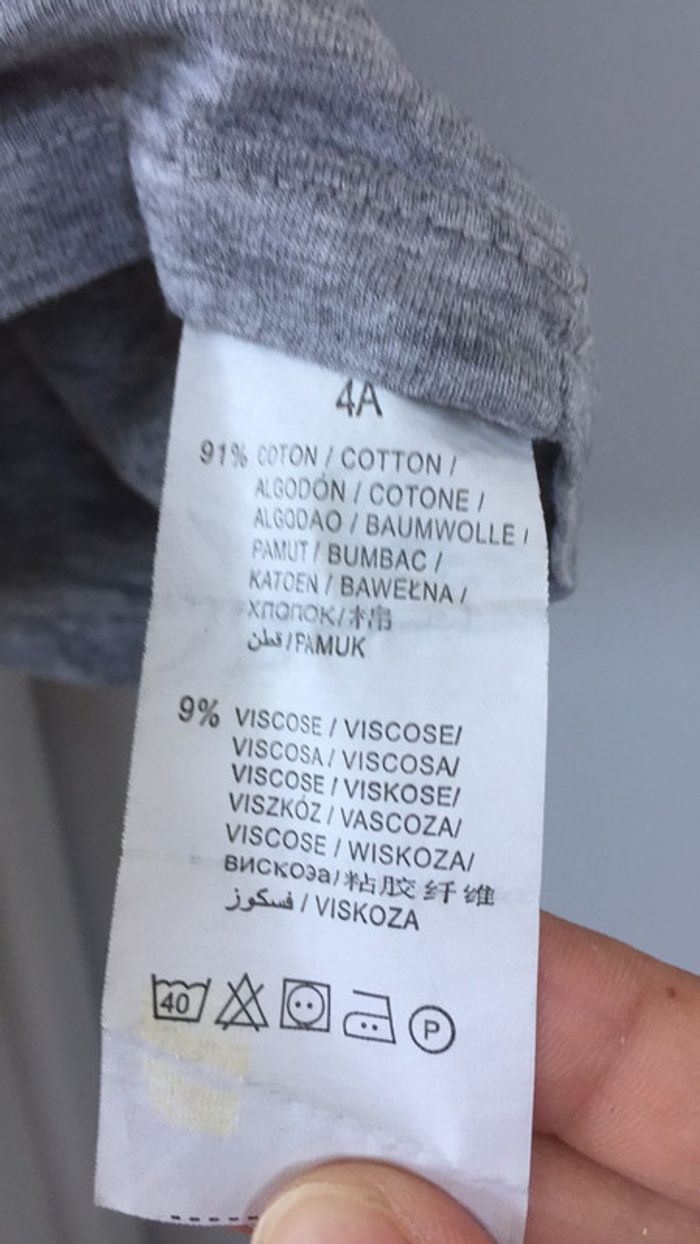 4A
91% COTON / COTTON /
ALGODÓN / COTONE /
ALGODAO / BAUMWOLLE /
PAMUT / BUMBAC /
KATOEN / BAWEŁNA /
ХЛОПОК/棉
قطن /PAMUK
9% VISCOSE / VISCOSE/
VISCOSA / VISCOSA/
VISCOSE / VISKOSE/
VISZKÓZ / VASCOZA/
VISCOSE / WISKOZA/
вискоза/粘胶纤维
فسكوز / VISKOZA
40 P